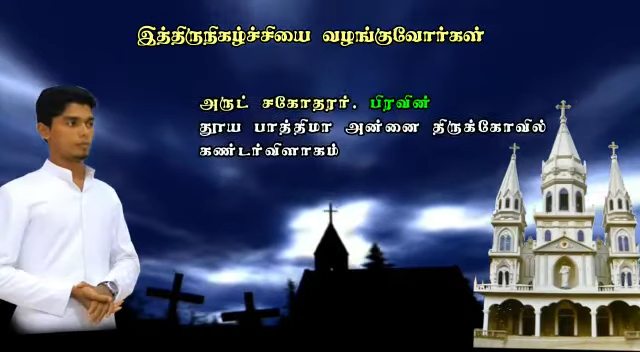 இத்திருநிகழ்ச்சியை வழங்குவோர்கள்
அருட் சகோதரர். பிரவின்
தூய பாத்திமா அன்னை திருக்கோவில்
கண்டர்விளாகம்